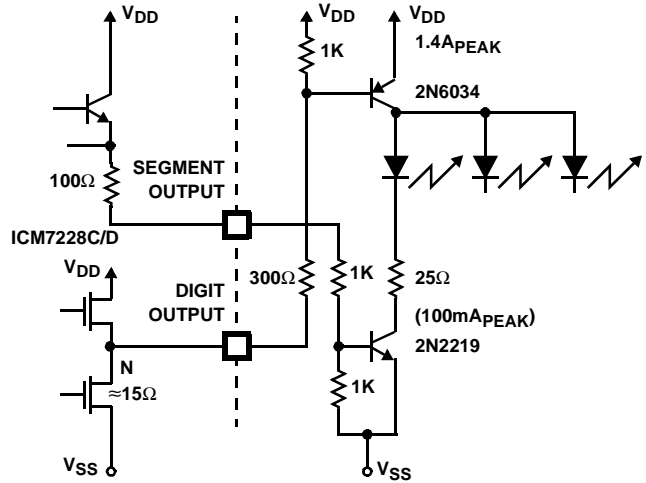 VDD
VDD
VDD
1K
1.4APEAK
2N6034
SEGMENT
OUTPUT
100Ω
ICM7228C/D
VDD
DIGIT
OUTPUT
300Ω
1K
25Ω
(100mAPEAK)
2N2219
N
≈15Ω
1K
VSS
VSS